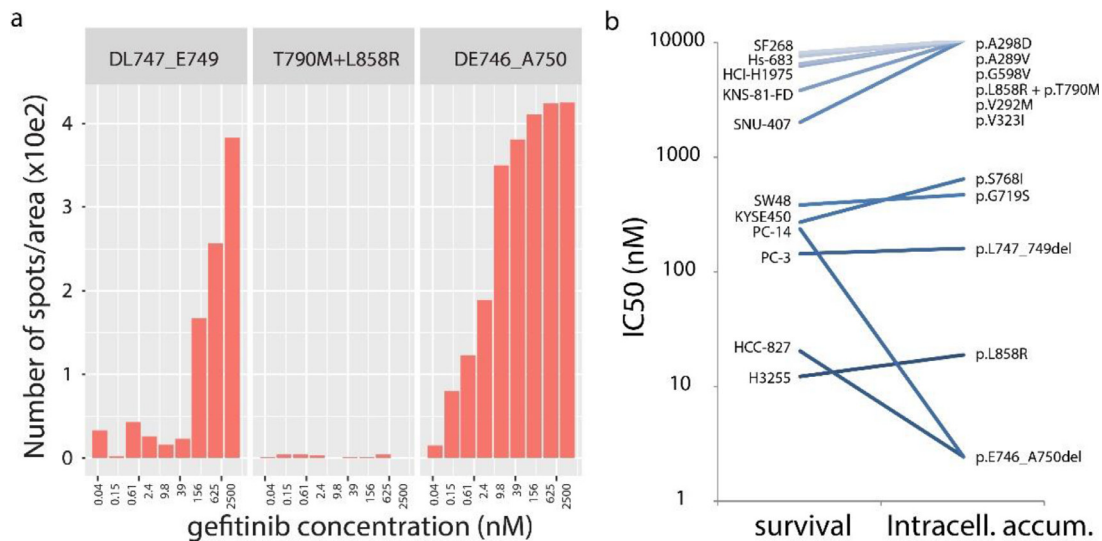 a
DL747_E749
T790M+L858R
DE746_A750
Number of spots/area (x10e2)
4
3
2
1
0
0.04
0.15
0.61
2.4
9.8
39
156
625
2500
0.04
0.15
0.61
2.4
9.8
39
156
625
2500
0.04
0.15
0.61
2.4
9.8
39
156
625
2500
gefitinib concentration (nM)
b
IC50 (nM)
10000
1000
100
10
1
SF268
Hs-683
HCI-H1975
KNS-81-FD
SNU-407
SW48
KYSE450
PC-14
PC-3
HCC-827
H3255
p.A298D
p.A289V
p.G598V
p.L858R + p.T790M
p.V292M
p.V323I
p.S768I
p.G719S
p.L747_749del
p.L858R
p.E746_A750del
survival
Intracell. accum.